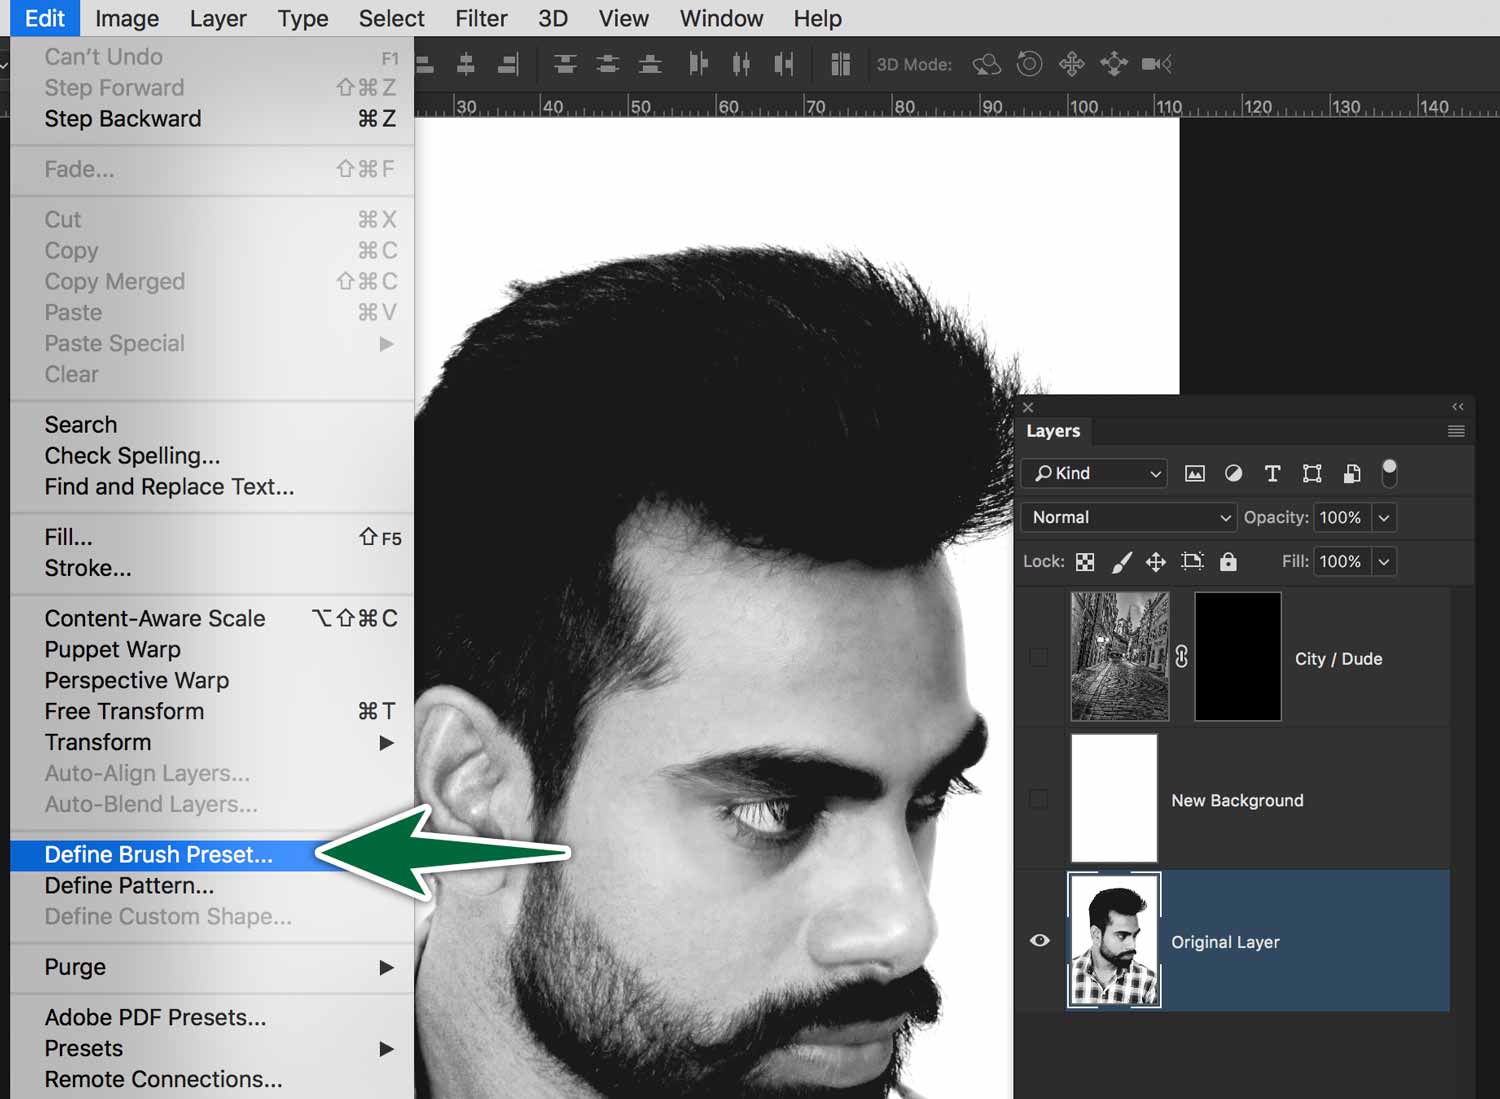 Edit Image Layer Type Select Filter 3D View Window Help
3D Mode:
30 40 50 60 70 80 90 100 110 120 130 140
Can't Undo F1
Step Forward ⇧⌘Z
Step Backward ⌘Z
Fade... ⇧⌘F
Cut ⌘X
Copy ⌘C
Copy Merged ⇧⌘C
Paste ⌘V
Paste Special ▶
Clear
Search
Check Spelling...
Find and Replace Text...
Fill... ⇧F5
Stroke...
Content-Aware Scale ⌥⇧⌘C
Puppet Warp
Perspective Warp
Free Transform ⌘T
Transform ▶
Auto-Align Layers...
Auto-Blend Layers...
Define Brush Preset...
Define Pattern...
Define Custom Shape...
Purge ▶
Adobe PDF Presets...
Presets ▶
Remote Connections...
Layers
Kind
Normal Opacity: 100%
Lock: Fill: 100%
City / Dude
New Background
Original Layer